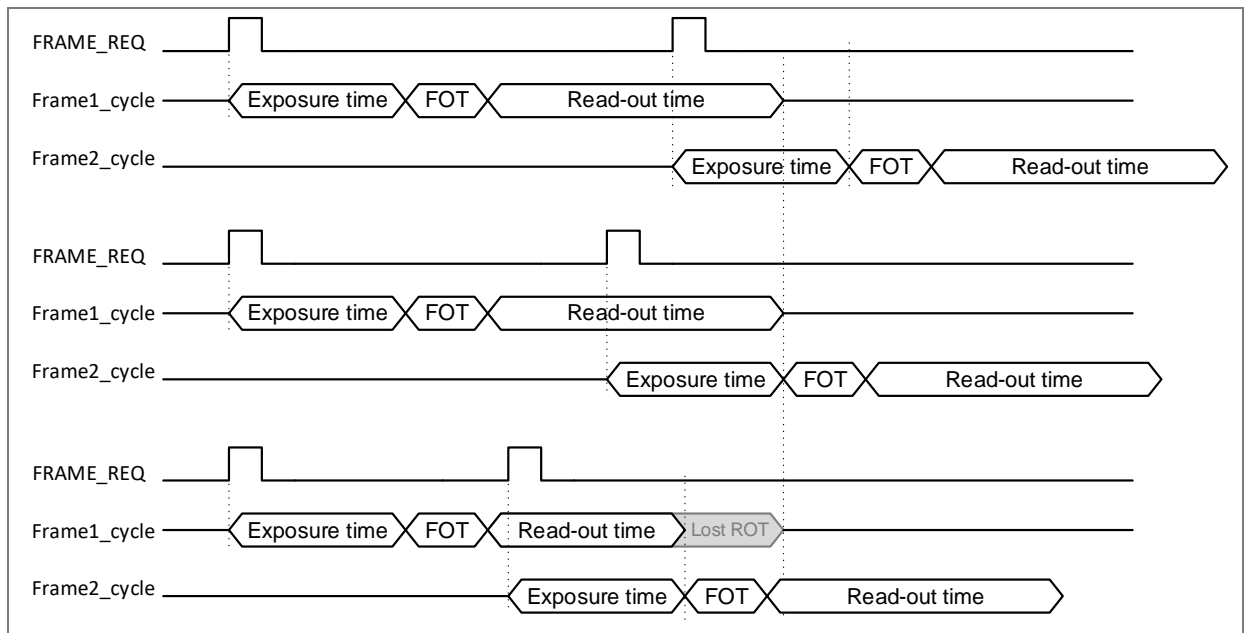 FRAME_REQ
Frame1_cycle Exposure time FOT Read-out time
Frame2_cycle Exposure time FOT Read-out time
FRAME_REQ
Frame1_cycle Exposure time FOT Read-out time
Frame2_cycle Exposure time FOT Read-out time
FRAME_REQ
Frame1_cycle Exposure time FOT Read-out time Lost ROT
Frame2_cycle Exposure time FOT Read-out time